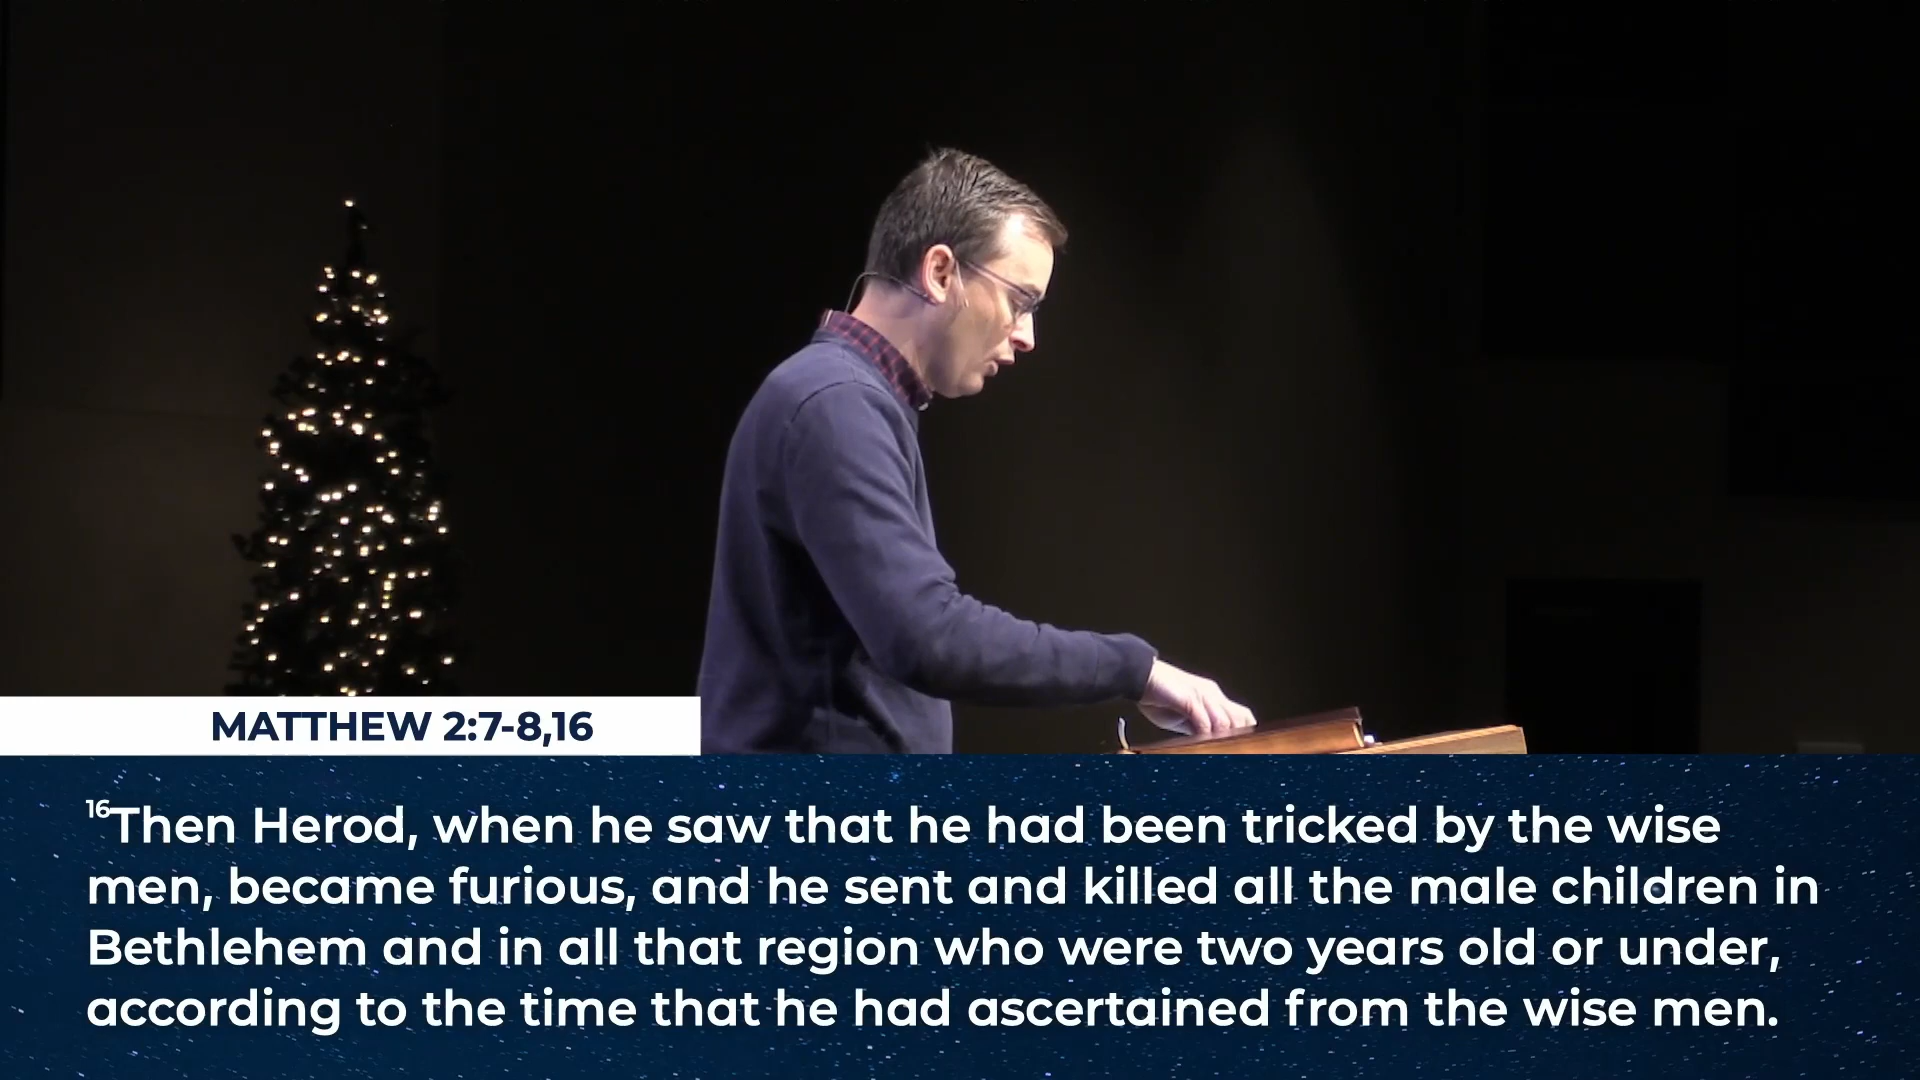 MATTHEW 2:7-8,16
16Then Herod, when he saw that he had been tricked by the wise
men, became furious, and he sent and killed all the male children in
Bethlehem and in all that region who were two years old or under,
according to the time that he had ascertained from the wise men.